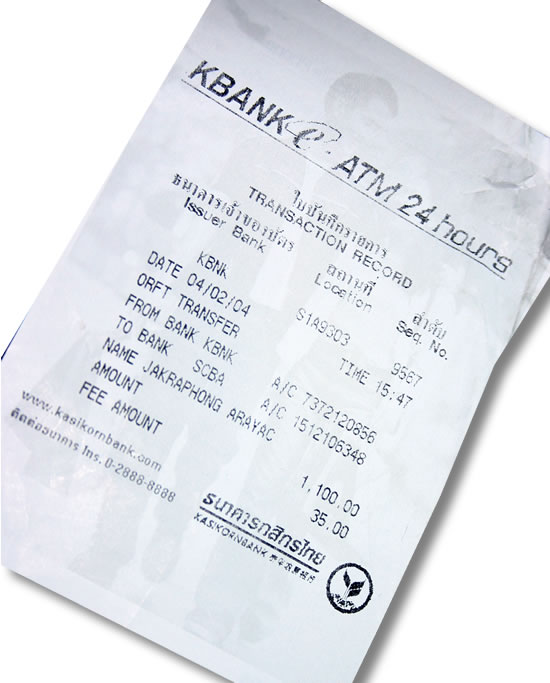 KBANK e-ATM 24 hours
ใบบันทึกรายการ
TRANSACTION RECORD
ธนาคารเจ้าของบัตร สถานที่ ลำดับ
Issuer Bank Location Seq. No.
KBNK S1A9303 9567
DATE 04/02/04 TIME 15:47
ORFT TRANSFER
FROM BANK KBNK A/C 7372120856
TO BANK SCBA A/C 1512106348
NAME JAKRAPHONG ARAYAC
AMOUNT 1,100.00
FEE AMOUNT 35.00
www.kasikornbank.com
ติดต่อธนาคาร โทร. 0-2888-8888
ธนาคารกสิกรไทย
KASIKORNBANK